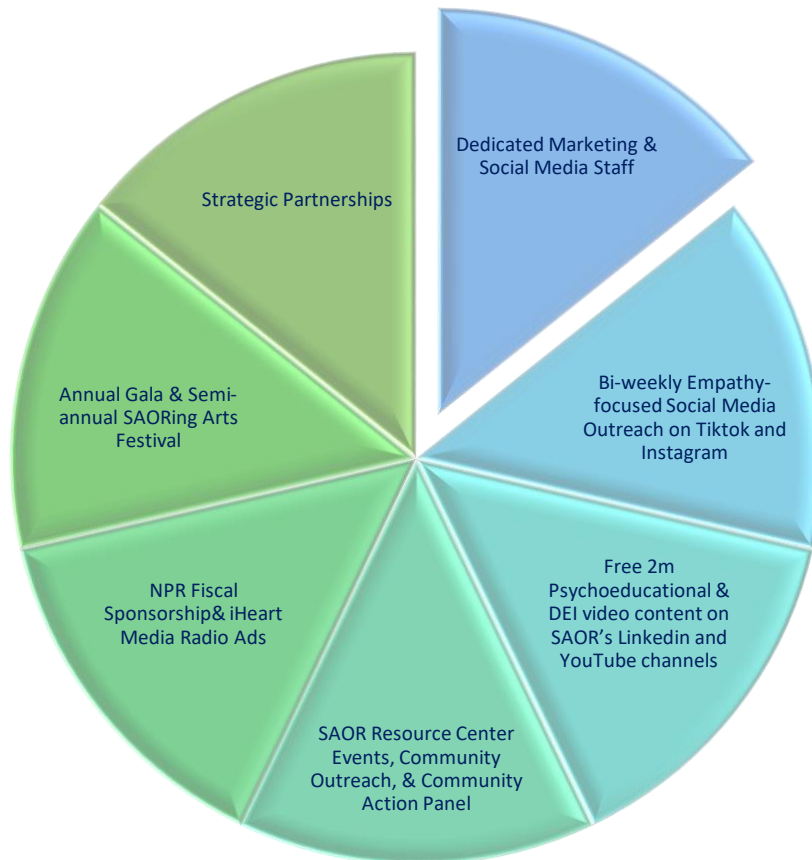 Dedicated Marketing &
Social Media Staff
Bi-weekly Empathy-
focused Social Media
Outreach on Tiktok and
Instagram
Free 2m
Psychoeducational &
DEI video content on
SAOR’s Linkedin and
YouTube channels
SAOR Resource Center
Events, Community
Outreach, & Community
Action Panel
NPR Fiscal
Sponsorship& iHeart
Media Radio Ads
Annual Gala & Semi-
annual SAORing Arts
Festival
Strategic Partnerships